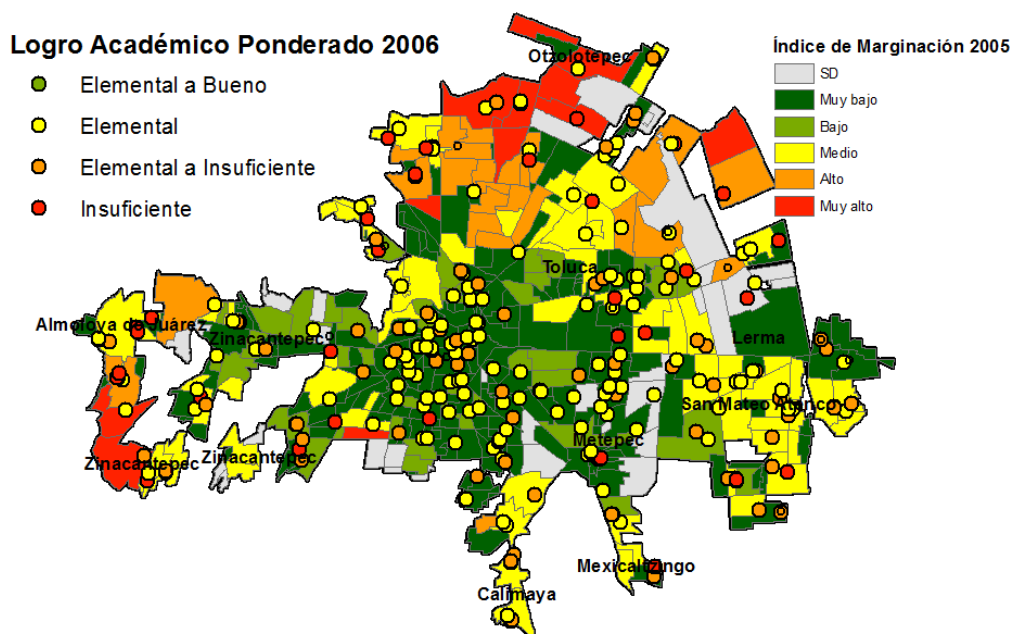 Logro Académico Ponderado 2006
Elemental a Bueno
Elemental
Elemental a Insuficiente
Insuficiente
Índice de Marginación 2005
SD
Muy bajo
Bajo
Medio
Alto
Muy alto
Otzolotepec
Toluca
Almoloya de Juárez
Zinacantepec
Lerma
San Mateo Atenco
Metepec
Zinacantepec
Zinacantepec
Mexicaltzingo
Calimaya